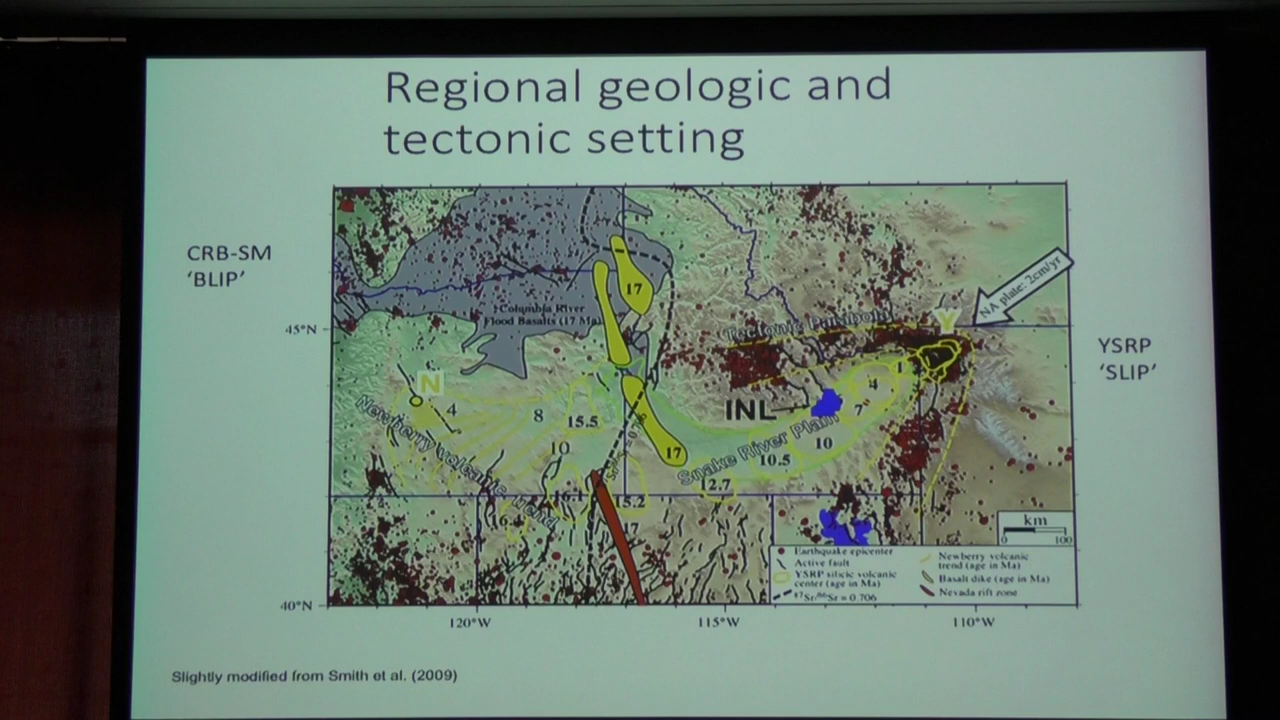 Regional geologic and
tectonic setting
CRB-SM
'BLIP'
YSRP
'SLIP'
NA plate: 2cm/yr
17
Columbia River
Flood Basalts (17 Ma)
45°N
Tectonic Parabola
Y
N
4
8
15.5
INL
1
4
7
10
10
10.5
Snake River Plain
17
12.7
Newberry volcanic trend
16.1
15.2
17
km
0 100
Earthquake epicenter
Active fault
YSRP silicic volcanic
center (age in Ma)
87Sr/86Sr = 0.706
Newberry volcanic
trend (age in Ma)
Basalt dike (age in Ma)
Nevada rift zone
40°N
120°W
115°W
110°W
Slightly modified from Smith et al. (2009)